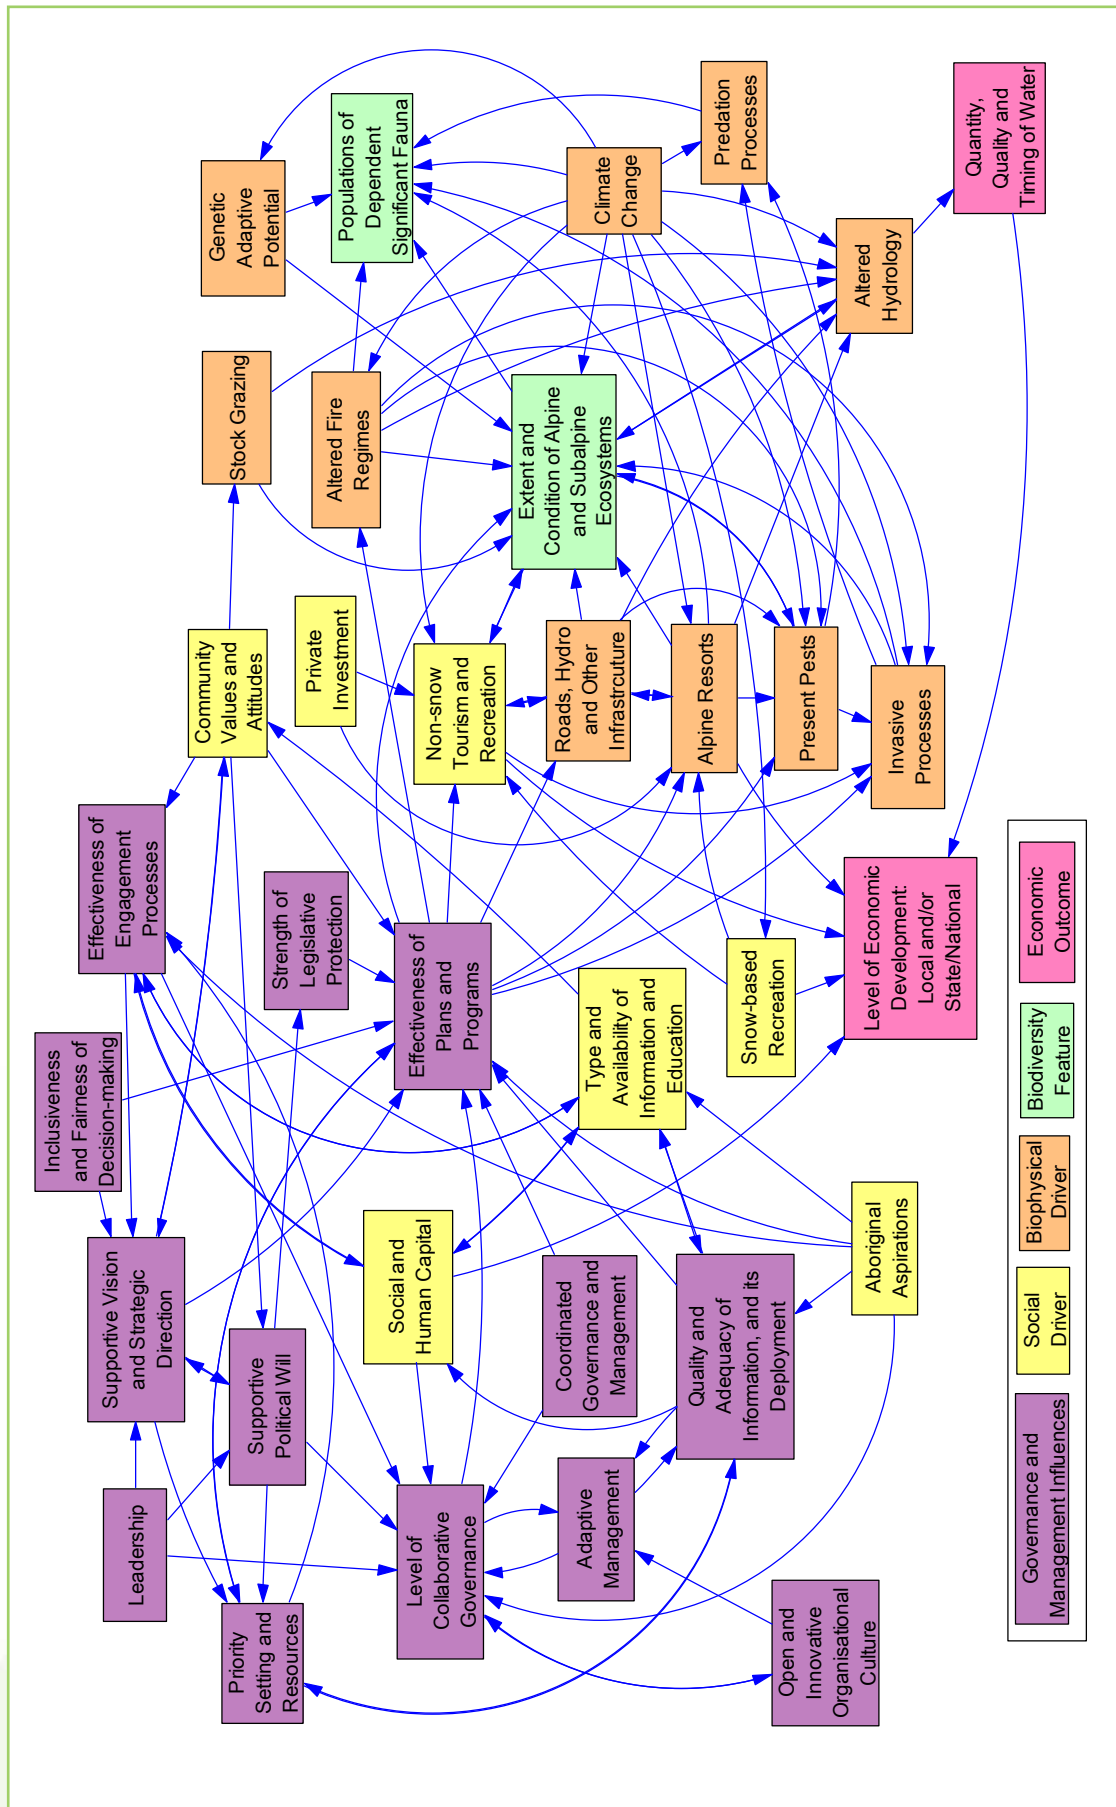 Leadership
Supportive Vision
and Strategic
Direction
Inclusiveness
and Fairness of
Decision-making
Effectiveness of
Engagement
Processes
Community
Values and
Attitudes
Stock Grazing
Genetic
Adaptive
Potential
Priority
Setting and
Resources
Supportive
Political Will
Strength of
Legislative
Protection
Private
Investment
Altered Fire
Regimes
Populations of
Dependent
Significant Fauna
Level of
Collaborative
Governance
Social and
Human Capital
Effectiveness of
Plans and
Programs
Non-snow
Tourism and
Recreation
Extent and
Condition of Alpine
and Subalpine
Ecosystems
Climate
Change
Adaptive
Management
Coordinated
Governance and
Management
Type and
Availability of
Information and
Education
Roads, Hydro
and Other
Infrastrcuture
Predation
Processes
Quality and
Adequacy of
Information, and its
Deployment
Snow-based
Recreation
Alpine Resorts
Present Pests
Altered
Hydrology
Open and
Innovative
Organisational
Culture
Aboriginal
Aspirations
Level of Economic
Development:
Local and/or
State/National
Invasive
Processes
Quantity,
Quality and
Timing of Water
Governance and
Management Influences
Social
Driver
Biophysical
Driver
Biodiversity
Feature
Economic
Outcome